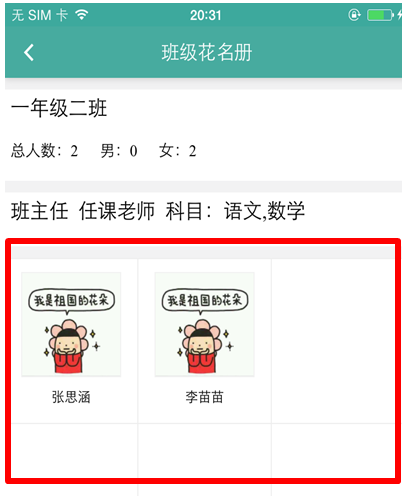 无 SIM 卡 20:31
班级花名册
一年级二班
总人数：2 男：0 女：2
班主任 任课老师 科目：语文,数学
我是祖国的花朵 我是祖国的花朵
张思涵 李苗苗